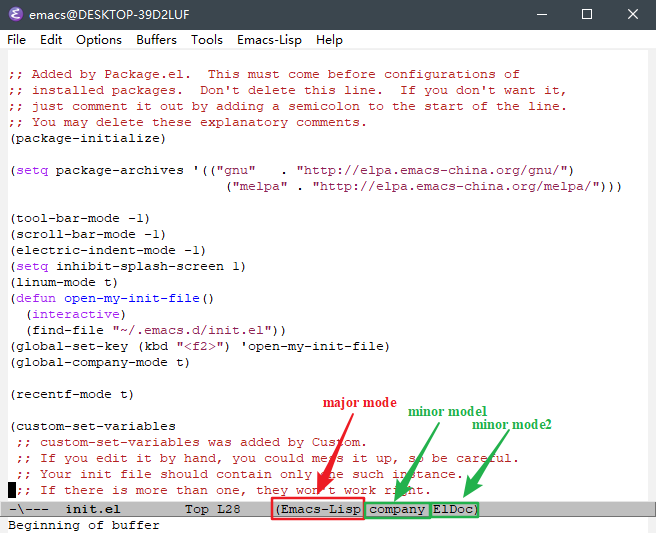 emacs@DESKTOP-39D2LUF
File Edit Options Buffers Tools Emacs-Lisp Help
;; Added by Package.el.  This must come before configurations of
;; installed packages.  Don't delete this line.  If you don't want it,
;; just comment it out by adding a semicolon to the start of the line.
;; You may delete these explanatory comments.
(package-initialize)
(setq package-archives '(("gnu"   . "http://elpa.emacs-china.org/gnu/")
                         ("melpa" . "http://elpa.emacs-china.org/melpa/")))
(tool-bar-mode -1)
(scroll-bar-mode -1)
(electric-indent-mode -1)
(setq inhibit-splash-screen 1)
(linum-mode t)
(defun open-my-init-file()
  (interactive)
  (find-file "~/.emacs.d/init.el"))
(global-set-key (kbd "<f2>") 'open-my-init-file)
(global-company-mode t)
(recentf-mode t)
major mode
minor mode1
minor mode2
(custom-set-variables
 ;; custom-set-variables was added by Custom.
 ;; If you edit it by hand, you could mess it up, so be careful.
 ;; Your init file should contain only one such instance.
 ;; If there is more than one, they won't work right.
-\---  init.el        Top L28    (Emacs-Lisp company ElDoc)
Beginning of buffer